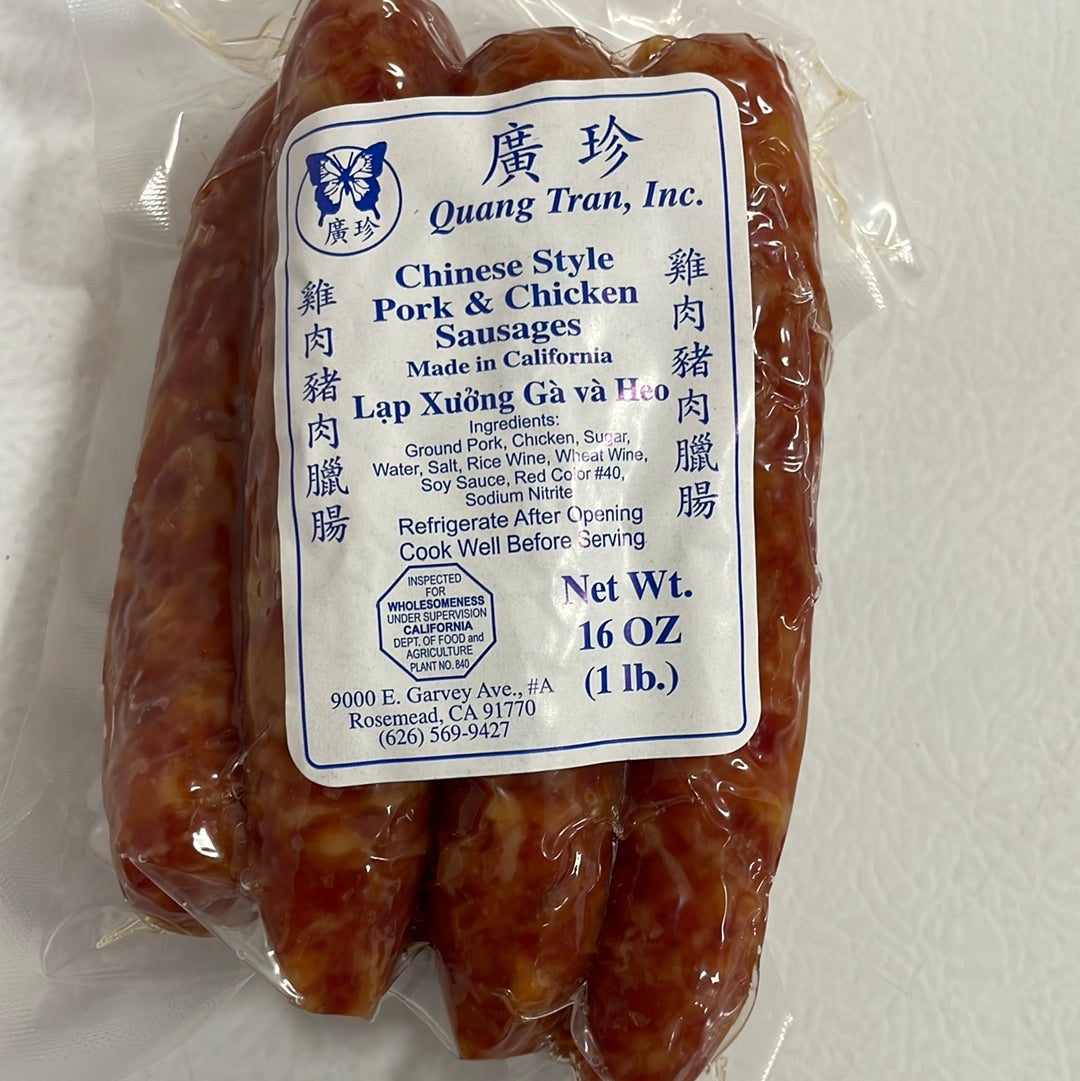 廣珍
廣 珍
Quang Tran, Inc.
Chinese Style
Pork & Chicken
Sausages
Made in California
Lạp Xưởng Gà và Heo
雞肉豬肉臘腸
雞肉豬肉臘腸
Ingredients:
Ground Pork, Chicken, Sugar,
Water, Salt, Rice Wine, Wheat Wine,
Soy Sauce, Red Color #40,
Sodium Nitrite
Refrigerate After Opening
Cook Well Before Serving
INSPECTED
FOR
WHOLESOMENESS
UNDER SUPERVISION
CALIFORNIA
DEPT. OF FOOD and
AGRICULTURE
PLANT NO. 840
Net Wt.
16 OZ
(1 lb.)
9000 E. Garvey Ave., #A
Rosemead, CA 91770
(626) 569-9427